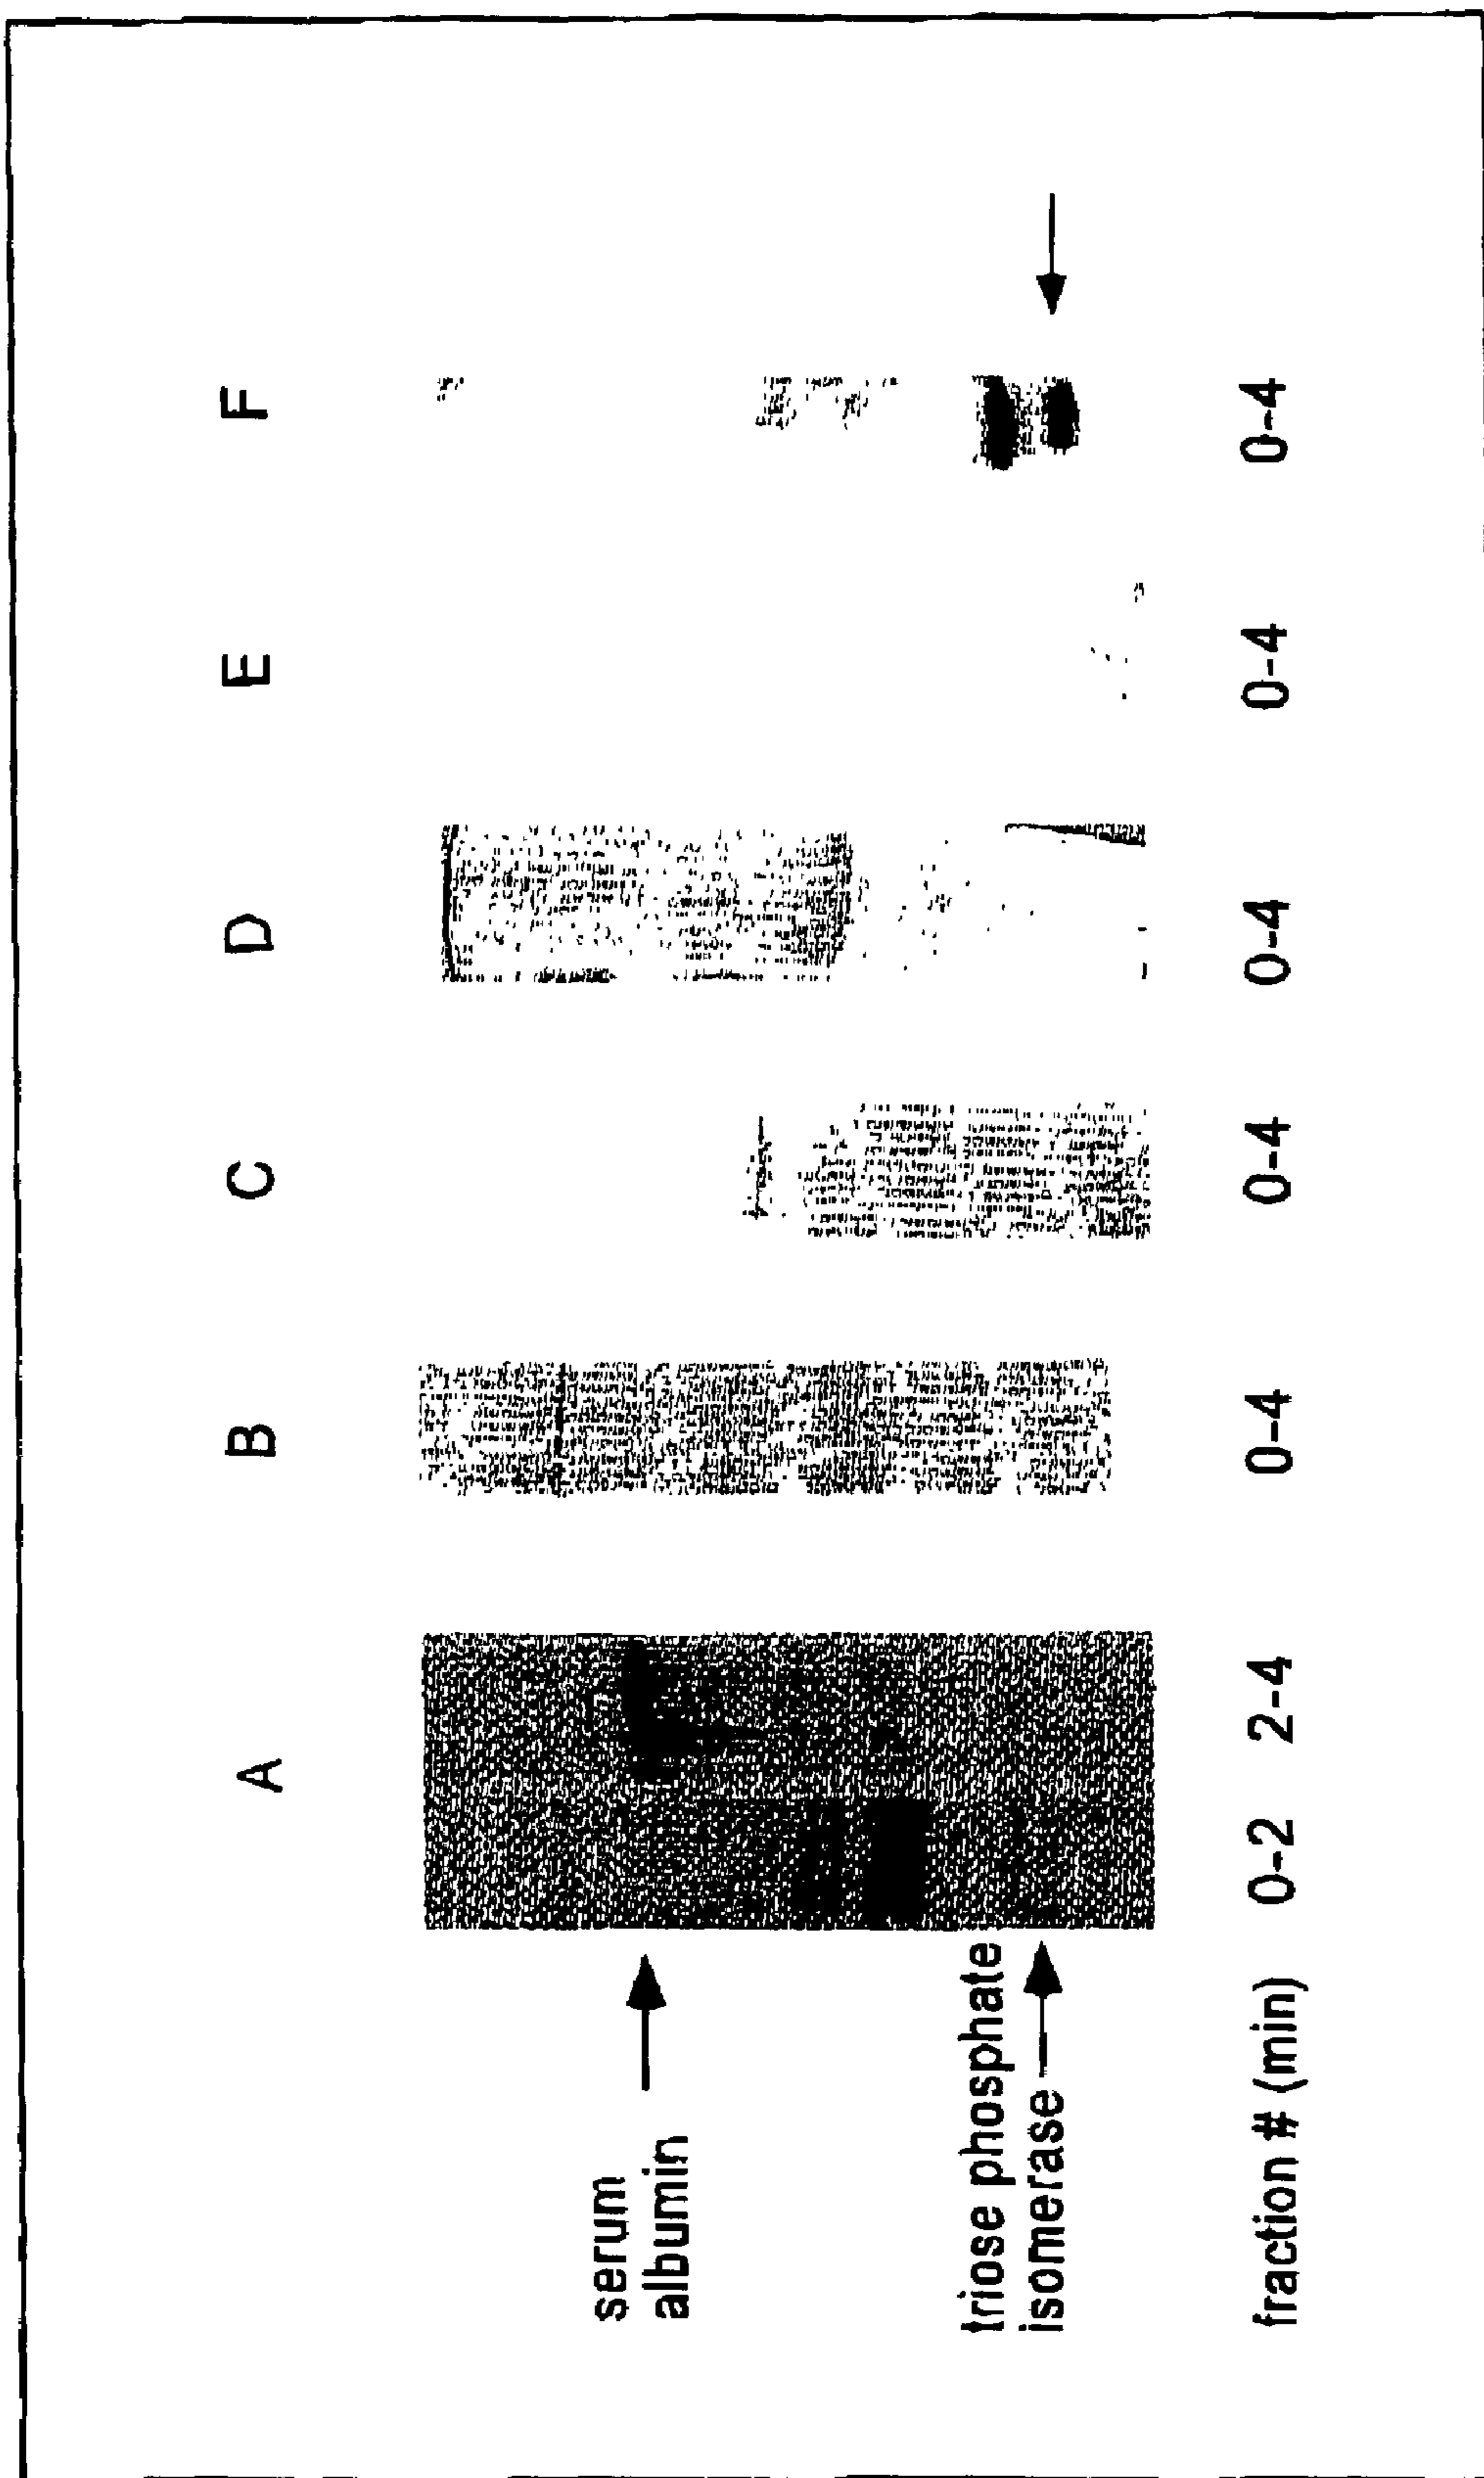 A B C D E F
serum
albumin
triose phosphate
isomerase
fraction # (min) 0-2 2-4 0-4 0-4 0-4 0-4 0-4